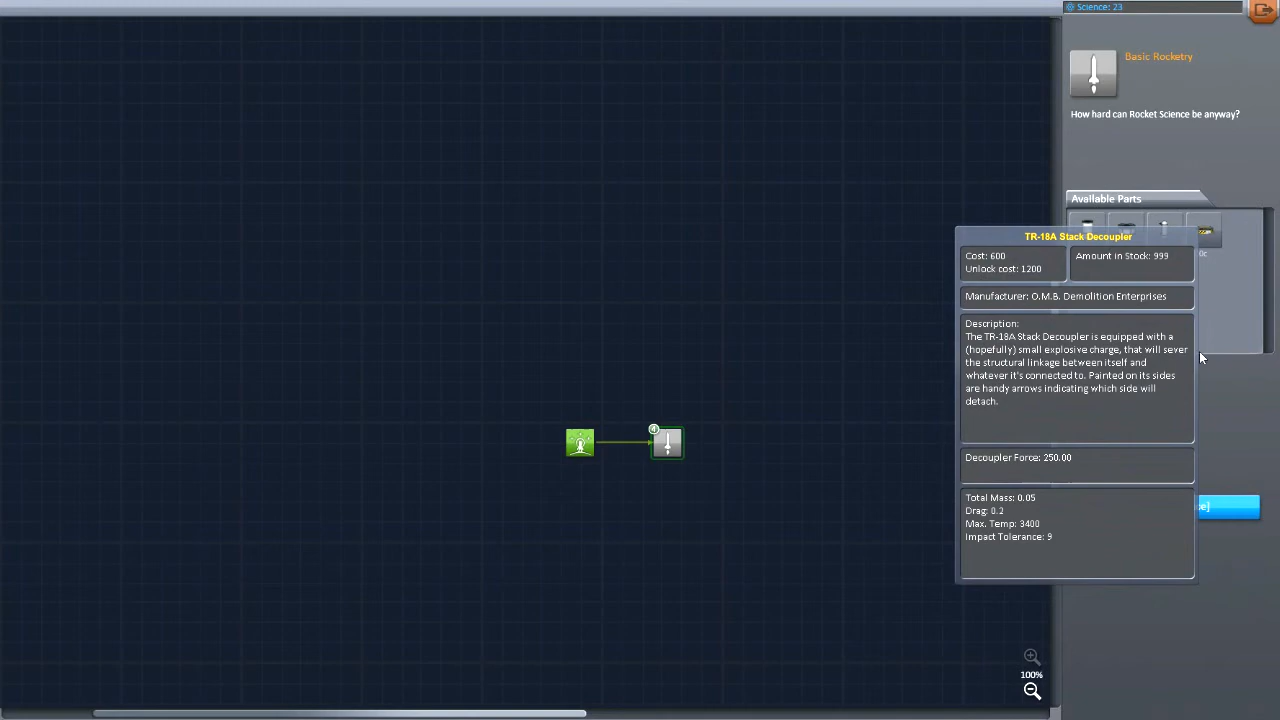 Science: 23
Basic Rocketry
How hard can Rocket Science be anyway?
Available Parts
TR-18A Stack Decoupler
Cost: 600
Unlock cost: 1200
Amount in Stock: 999
Manufacturer: O.M.B. Demolition Enterprises
Description:
The TR-18A Stack Decoupler is equipped with a
(hopefully) small explosive charge, that will sever
the structural linkage between itself and
whatever it's connected to. Painted on its sides
are handy arrows indicating which side will
detach.
Decoupler Force: 250.00
Total Mass: 0.05
Drag: 0.2
Max. Temp: 3400
Impact Tolerance: 9
4
100%